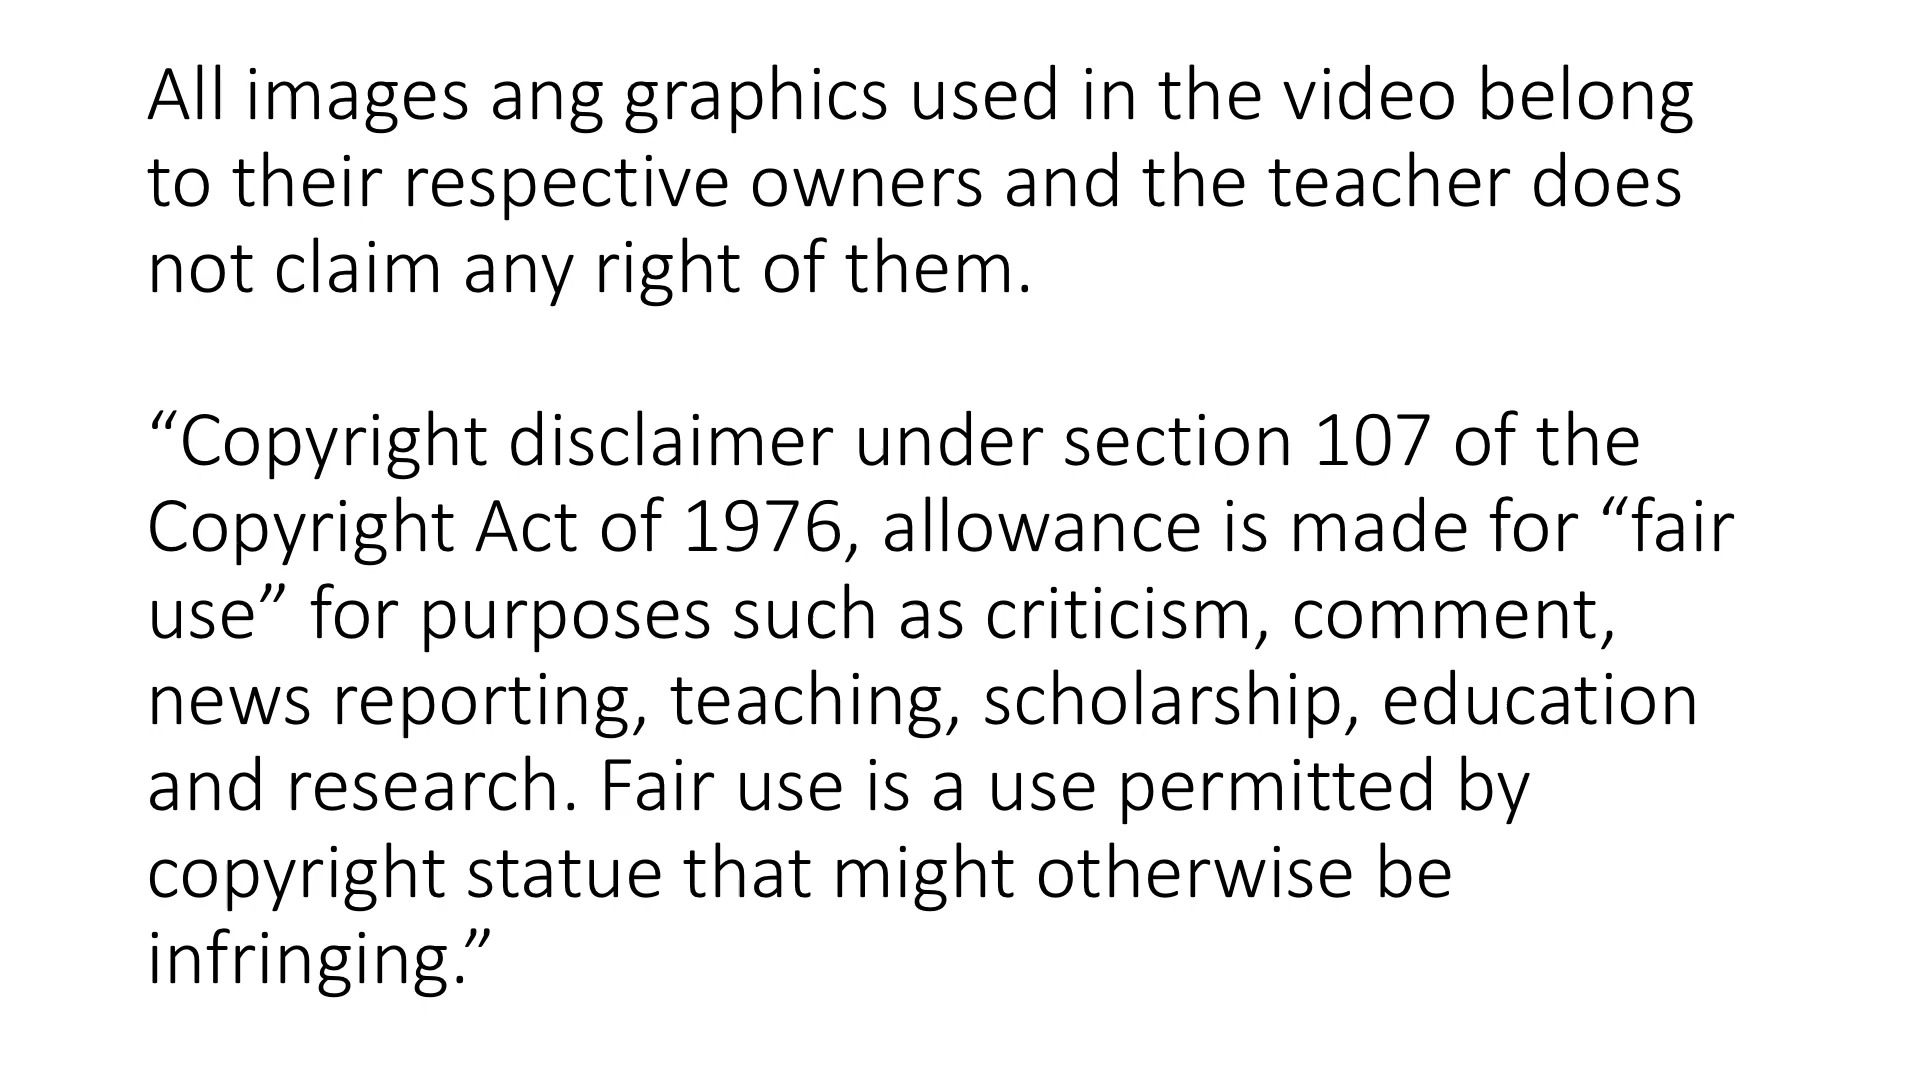 All images ang graphics used in the video belong
to their respective owners and the teacher does
not claim any right of them.
“Copyright disclaimer under section 107 of the
Copyright Act of 1976, allowance is made for “fair
use” for purposes such as criticism, comment,
news reporting, teaching, scholarship, education
and research. Fair use is a use permitted by
copyright statue that might otherwise be
infringing.”